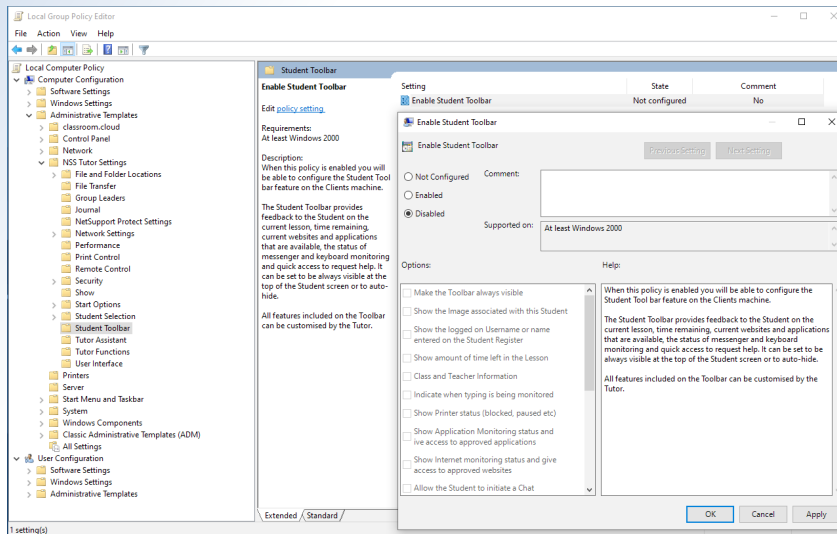 Local Group Policy Editor
File Action View Help
Local Computer Policy
Computer Configuration
Software Settings
Windows Settings
Administrative Templates
classroom.cloud
Control Panel
Network
NSS Tutor Settings
File and Folder Locations
File Transfer
Group Leaders
Journal
NetSupport Protect Settings
Network Settings
Performance
Print Control
Remote Control
Security
Show
Start Options
Student Selection
Student Toolbar
Tutor Assistant
Tutor Functions
User Interface
Printers
Server
Start Menu and Taskbar
System
Windows Components
Classic Administrative Templates (ADM)
All Settings
User Configuration
Software Settings
Windows Settings
Administrative Templates
Student Toolbar
Enable Student Toolbar
Edit policy setting
Requirements:
At least Windows 2000
Description:
When this policy is enabled you will
be able to configure the Student Tool
bar feature on the Clients machine.
The Student Toolbar provides
feedback to the Student on the
current lesson, time remaining,
current websites and applications
that are available, the status of
messenger and keyboard monitoring
and quick access to request help. It
can be set to be always visible at the
top of the Student screen or to auto-
hide.
All features included on the Toolbar
can be customised by the Tutor.
Setting State Comment
Enable Student Toolbar Not configured No
Enable Student Toolbar
Enable Student Toolbar
Previous Setting Next Setting
Not Configured Comment:
Enabled
Disabled
Supported on: At least Windows 2000
Options: Help:
Make the Toolbar always visible
Show the Image associated with this Student
Show the logged on Username or name
entered on the Student Register
Show amount of time left in the Lesson
Class and Teacher Information
Indicate when typing is being monitored
Show Printer status (blocked, paused etc)
Show Application Monitoring status and
ive access to approved applications
Show Internet monitoring status and give
access to approved websites
Allow the Student to initiate a Chat
When this policy is enabled you will be able to configure the
Student Tool bar feature on the Clients machine.
The Student Toolbar provides feedback to the Student on the
current lesson, time remaining, current websites and applications
that are available, the status of messenger and keyboard
monitoring and quick access to request help. It can be set to be
always visible at the top of the Student screen or to auto-hide.
All features included on the Toolbar can be customised by the
Tutor.
OK Cancel Apply
Extended Standard
1 setting(s)